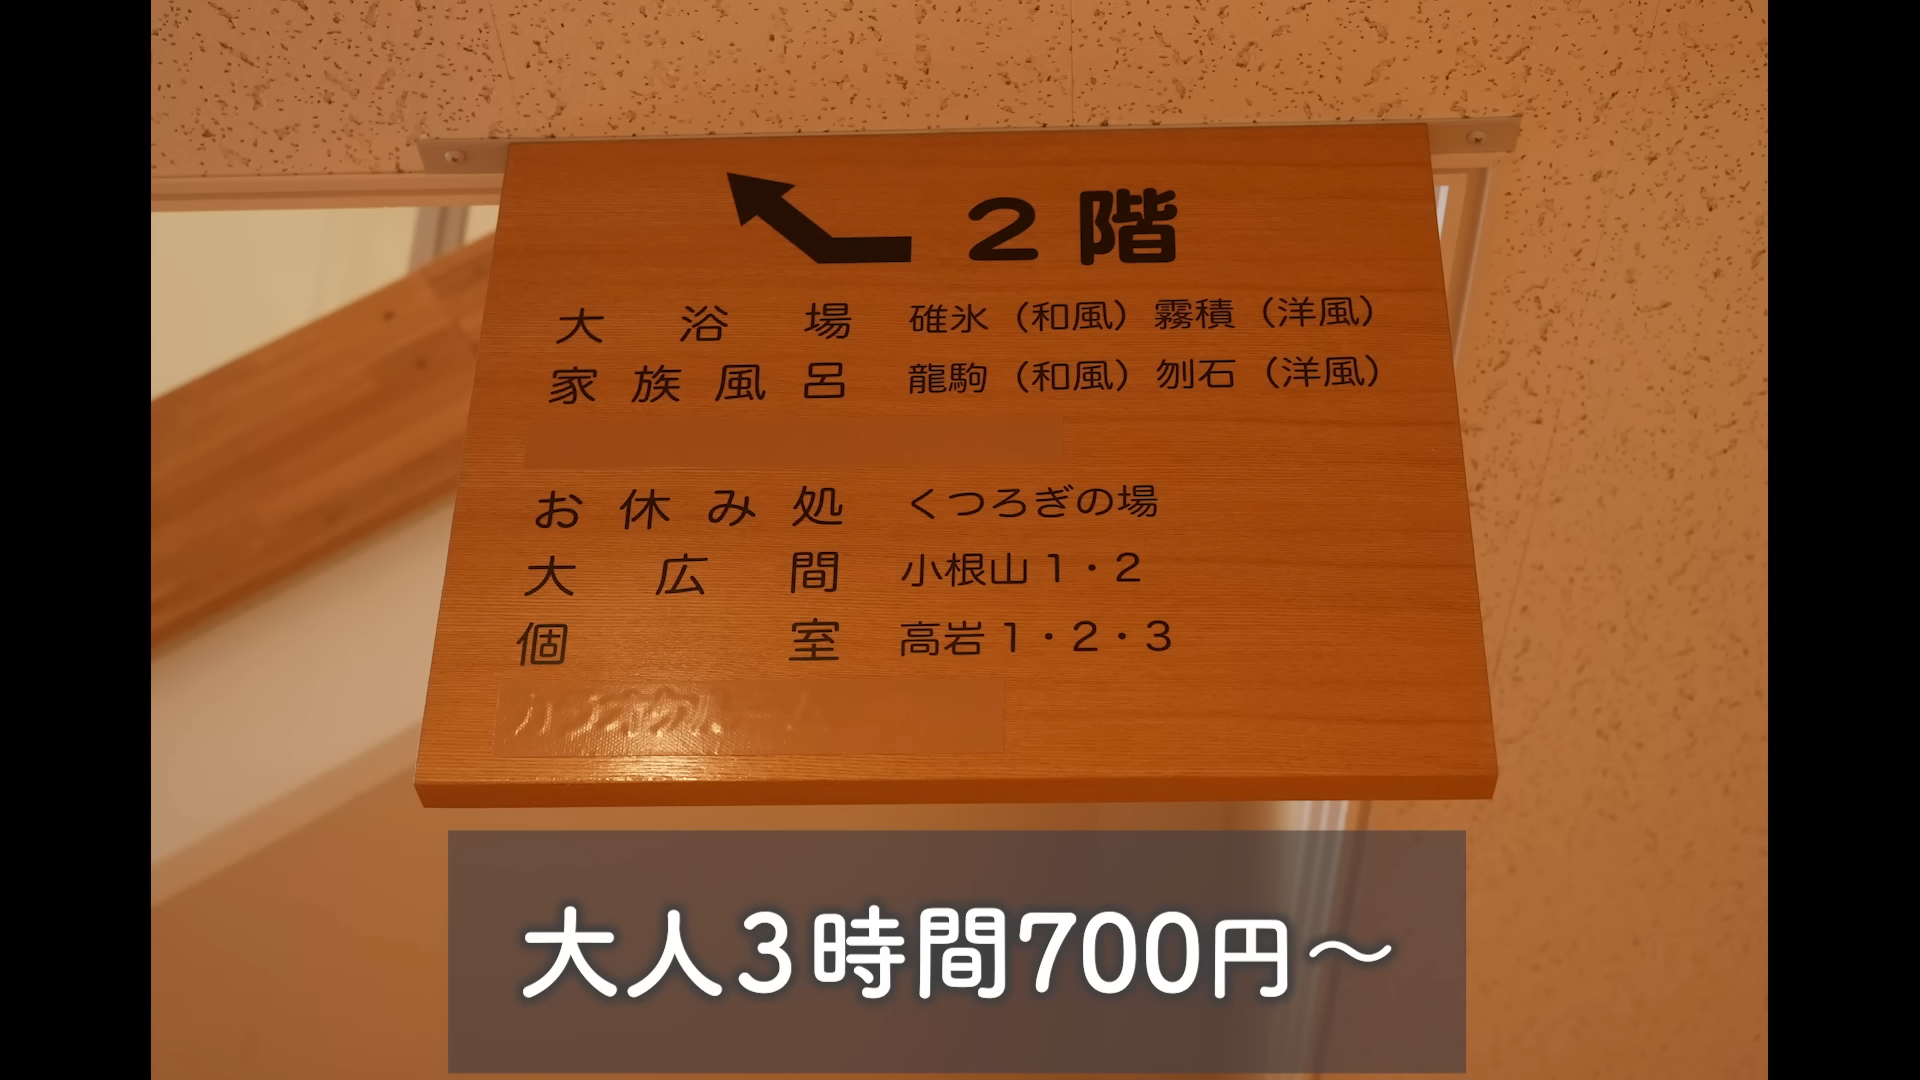 2階
大浴場 碓氷（和風）霧積（洋風）
家族風呂 龍駒（和風）刎石（洋風）
お休み処 くつろぎの場
大広間 小根山1・2
個室 高岩1・2・3
大人3時間700円～